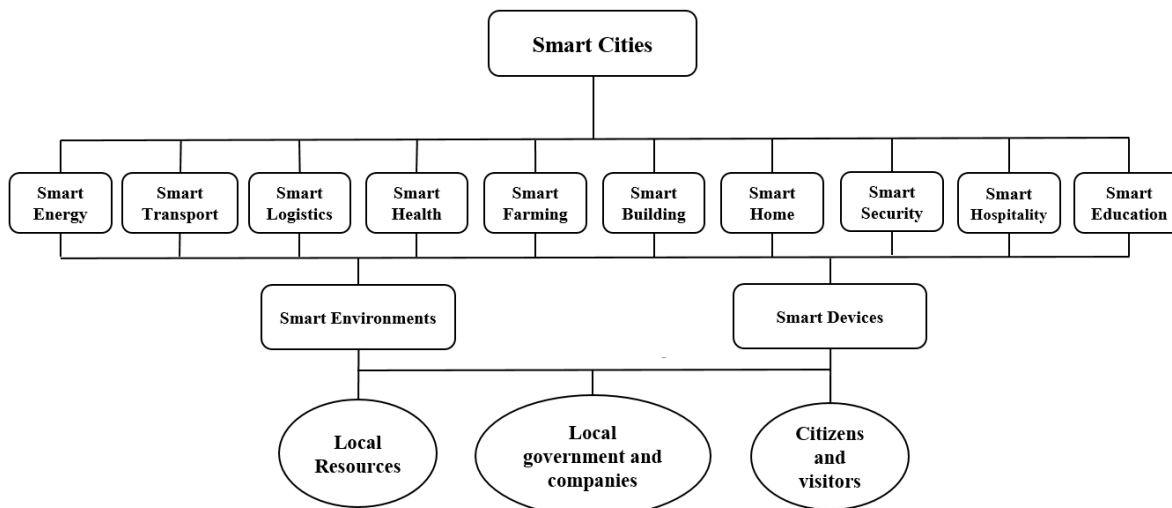 Smart Cities
Smart
Energy
Smart
Transport
Smart
Logistics
Smart
Health
Smart
Farming
Smart
Building
Smart
Home
Smart
Security
Smart
Hospitality
Smart
Education
Smart Environments
Smart Devices
Local
Resources
Local
government and
companies
Citizens
and
visitors